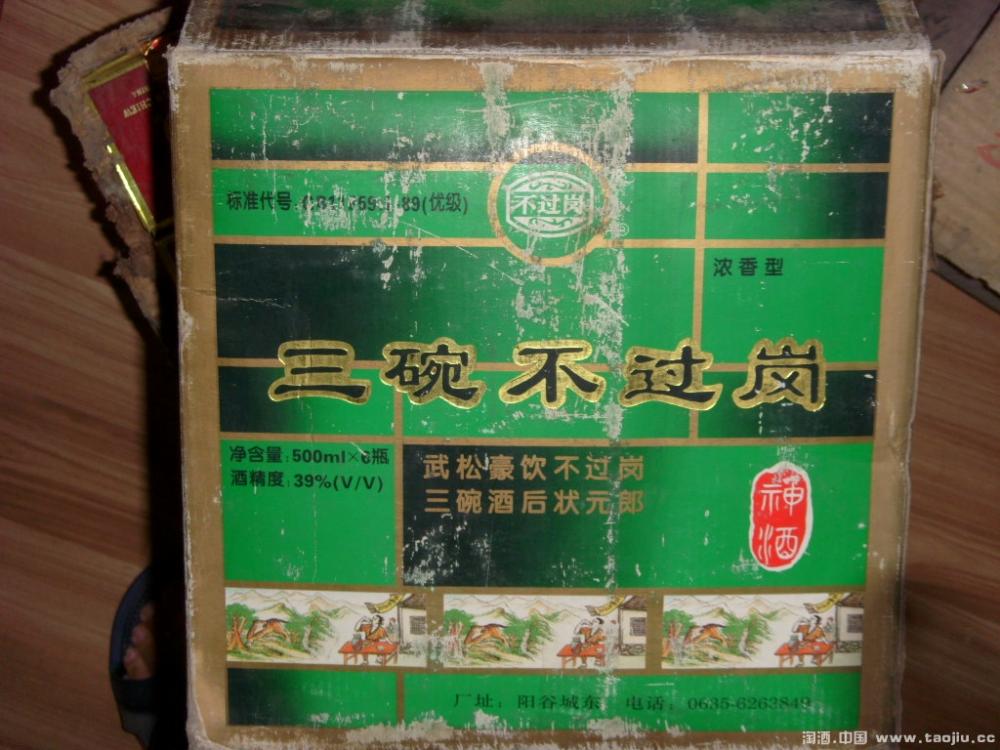 不过岗
标准代号:
89(优级)
浓香型
三碗不过岗
净含量:500ml×6瓶
酒精度:39%(V/V)
武松豪饮不过岗
三碗酒后状元郎
神酒
厂址:阳谷城东 电话:0635-6263849
淘酒.中国 www.taojiu.cc